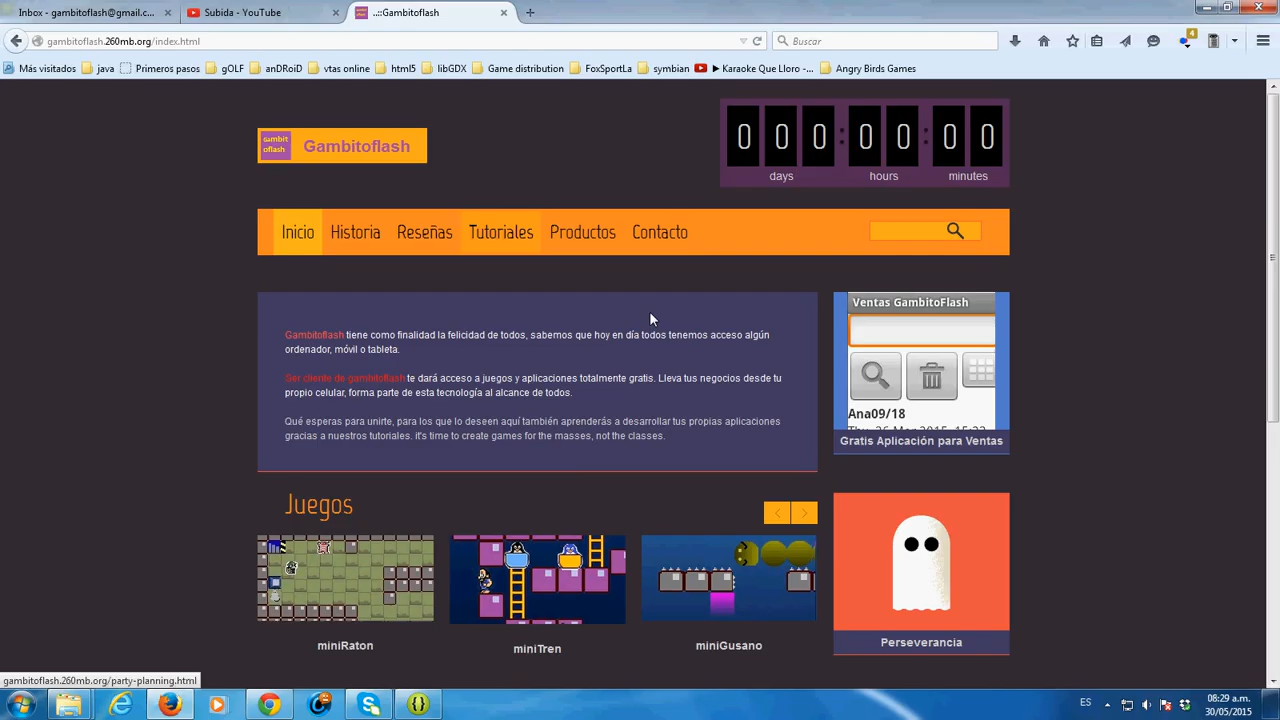 Inbox - gambitoflash@gmail.c...
Subida - YouTube
..::Gambitoflash
gambitoflash.260mb.org/index.html
Buscar
4
Más visitados
java
Primeros pasos
gOLF
anDRoiD
vtas online
html5
libGDX
Game distribution
FoxSportLa
symbian
► Karaoke Que Lloro -...
Angry Birds Games
gambit
oflash
Gambitoflash
0 0 0 : 0 0 : 0 0
days hours minutes
Inicio Historia Reseñas Tutoriales Productos Contacto
Gambitoflash tiene como finalidad la felicidad de todos, sabemos que hoy en día todos tenemos acceso algún
ordenador, móvil o tableta.
Ser cliente de gambitoflash te dará acceso a juegos y aplicaciones totalmente gratis. Lleva tus negocios desde tu
propio celular, forma parte de esta tecnología al alcance de todos.
Qué esperas para unirte, para los que lo deseen aquí también aprenderás a desarrollar tus propias aplicaciones
gracias a nuestros tutoriales. it's time to create games for the masses, not the classes.
Ventas GambitoFlash
Ana09/18
Thu, 26 Mar 2015, 15:22
Gratis Aplicación para Ventas
Juegos
miniRaton
miniTren
miniGusano
Perseverancia
gambitoflash.260mb.org/party-planning.html
ES
08:29 a.m.
30/05/2015